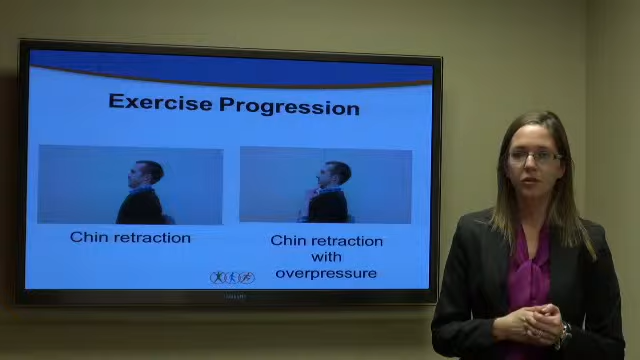 Exercise Progression
Chin retraction
Chin retraction
with
overpressure